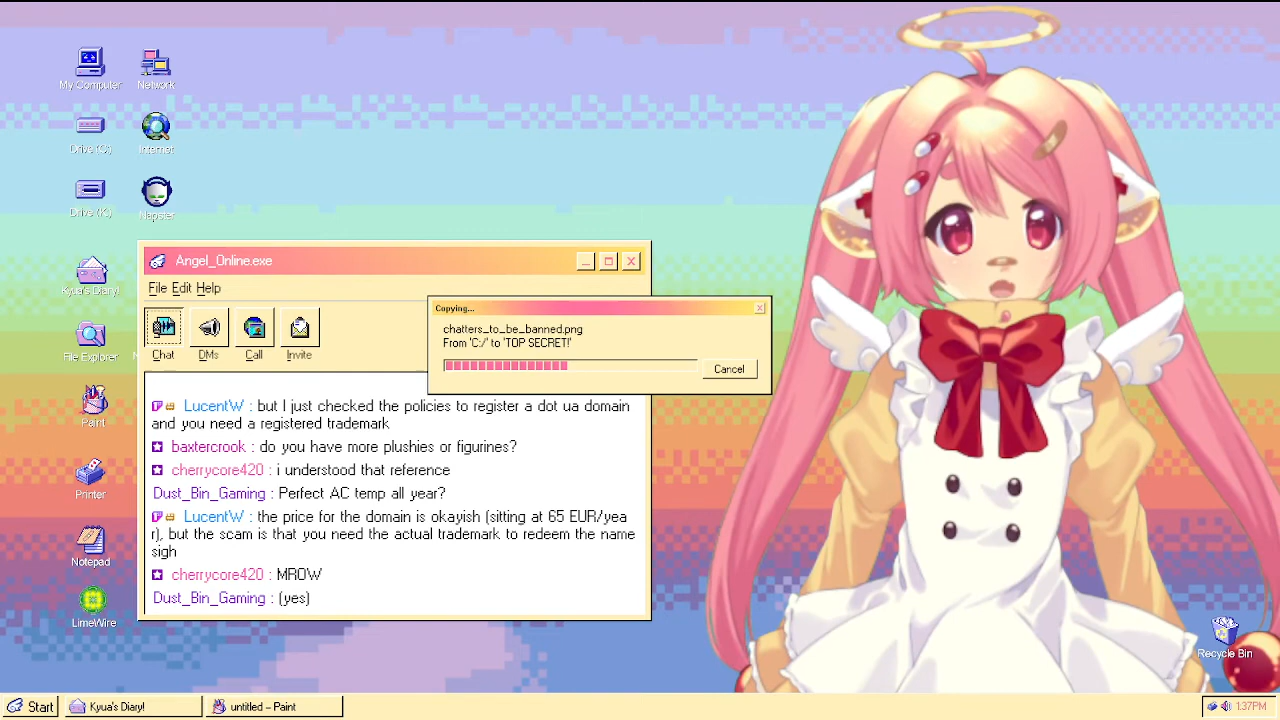 My Computer
Network
Drive (C)
Internet
Drive (K)
Napster
Kyua's Diary
File Explorer
Paint
Printer
Notepad
LimeWire
Angel_Online.exe
File Edit Help
Chat
DMs
Call
Invite
Copying...
chatters_to_be_banned.png
From 'C:/' to 'TOP SECRET!'
Cancel
LucentW : but I just checked the policies to register a dot ua domain
and you need a registered trademark
baxtercrook : do you have more plushies or figurines?
cherrycore420 : i understood that reference
Dust_Bin_Gaming : Perfect AC temp all year?
LucentW : the price for the domain is okayish (sitting at 65 EUR/yea
r), but the scam is that you need the actual trademark to redeem the name
sigh
cherrycore420 : MROW
Dust_Bin_Gaming : (yes)
Recycle Bin
Start
Kyua's Diary!
untitled - Paint
1:37PM